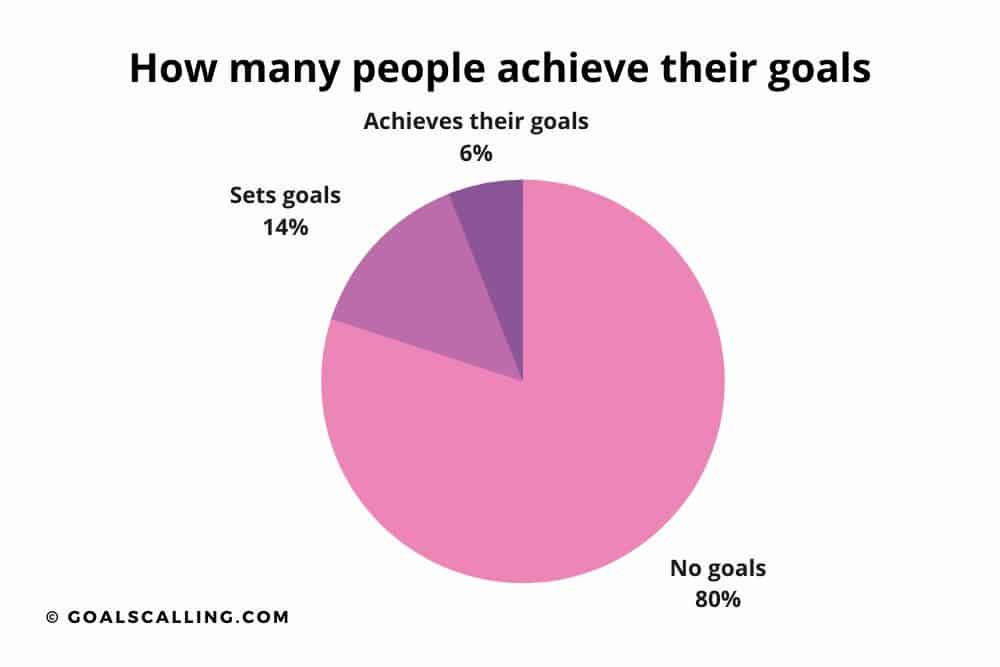 How many people achieve their goals
Achieves their goals
6%
Sets goals
14%
No goals
80%
© GOALSCALLING.COM